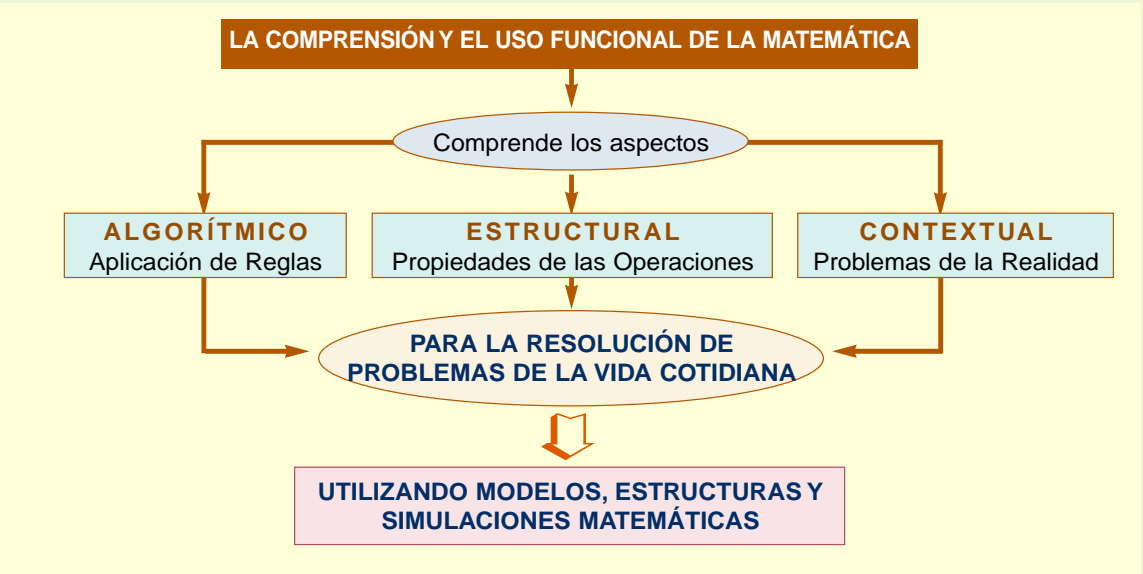 LA COMPRENSIÓN Y EL USO FUNCIONAL DE LA MATEMÁTICA
Comprende los aspectos
ALGORÍTMICO
Aplicación de Reglas
ESTRUCTURAL
Propiedades de las Operaciones
CONTEXTUAL
Problemas de la Realidad
PARA LA RESOLUCIÓN DE
PROBLEMAS DE LA VIDA COTIDIANA
UTILIZANDO MODELOS, ESTRUCTURAS Y
SIMULACIONES MATEMÁTICAS